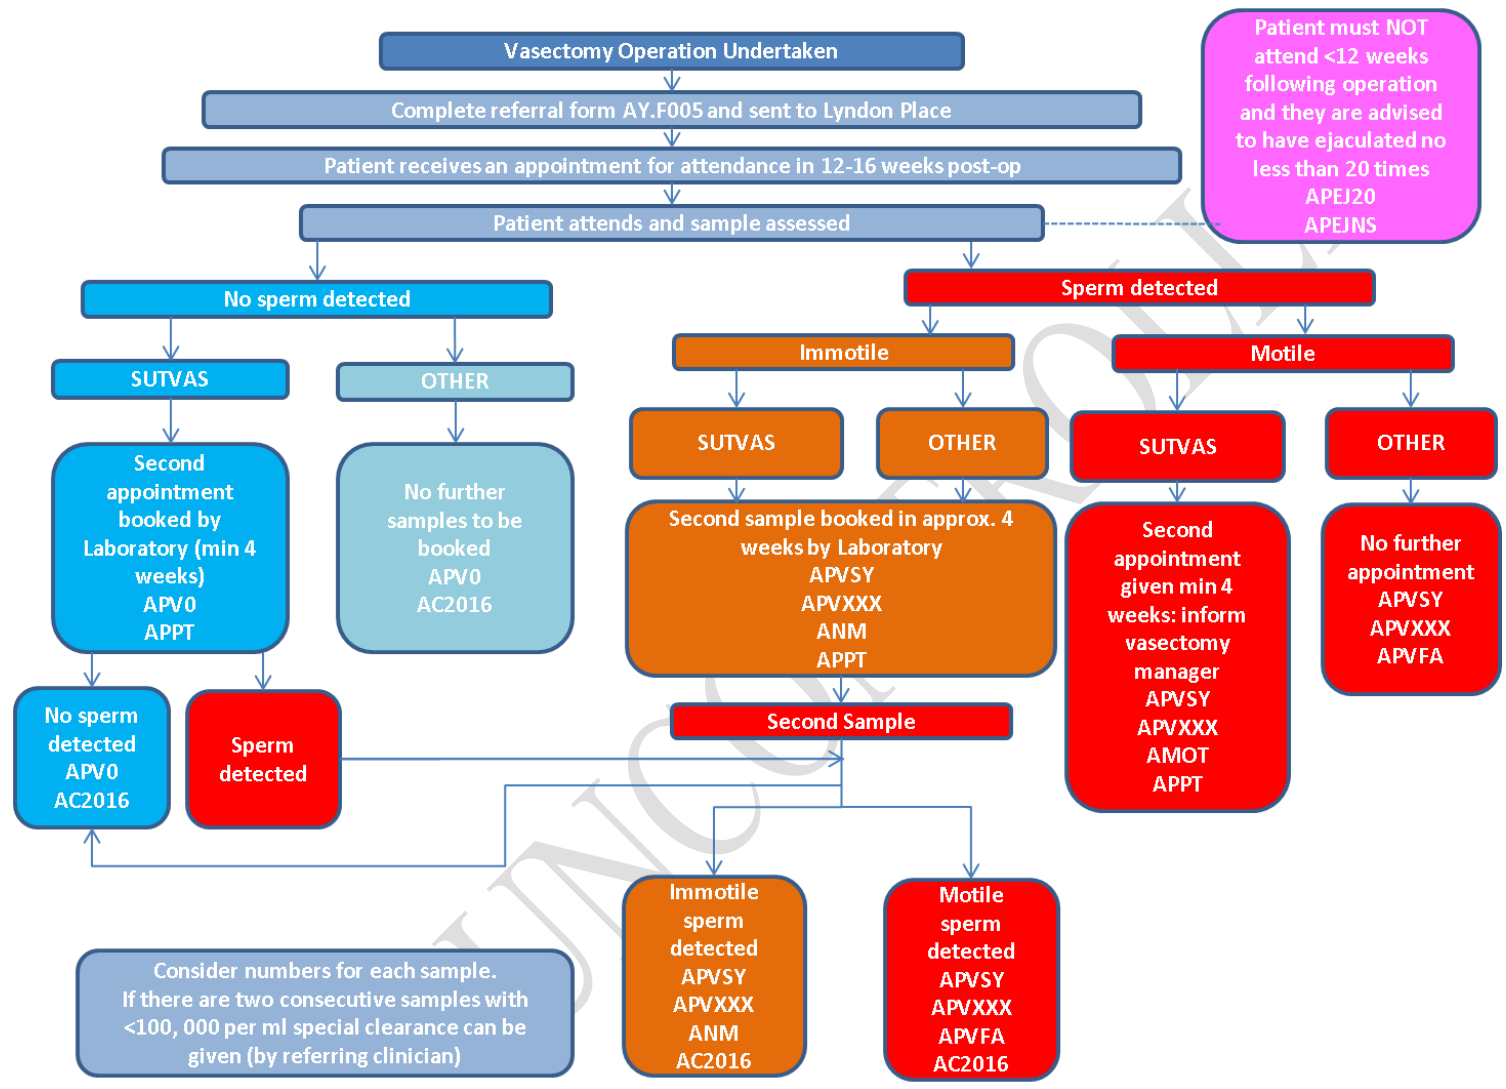 Vasectomy Operation Undertaken
Complete referral form AY.F005 and sent to Lyndon Place
Patient receives an appointment for attendance in 12-16 weeks post-op
Patient attends and sample assessed
Patient must NOT
attend <12 weeks
following operation
and they are advised
to have ejaculated no
less than 20 times
APEJ20
APEJNS
No sperm detected
Sperm detected
Immotile
Motile
SUTVAS
OTHER
SUTVAS
OTHER
SUTVAS
OTHER
Second
appointment
booked by
Laboratory (min 4
weeks)
APV0
APPT
No further
samples to be
booked
APV0
AC2016
Second sample booked in approx. 4
weeks by Laboratory
APVSY
APVXXX
ANM
APPT
Second
appointment
given min 4
weeks: inform
vasectomy
manager
APVSY
APVXXX
AMOT
APPT
No further
appointment
APVSY
APVXXX
APVFA
No sperm
detected
APV0
AC2016
Sperm
detected
Second Sample
Immotile
sperm
detected
APVSY
APVXXX
ANM
AC2016
Motile
sperm
detected
APVSY
APVXXX
APVFA
AC2016
Consider numbers for each sample.
If there are two consecutive samples with
<100, 000 per ml special clearance can be
given (by referring clinician)